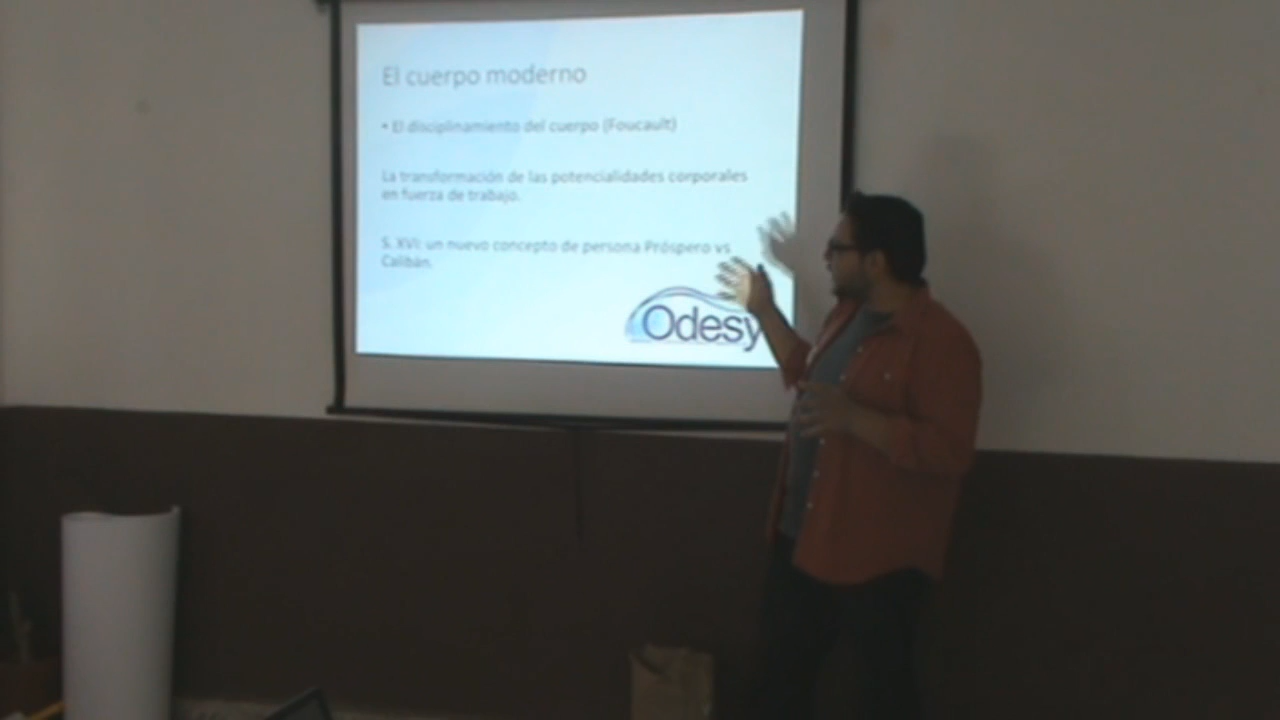 El cuerpo moderno
• El disciplinamiento del cuerpo (Foucault)
La transformación de las potencialidades corporales
en fuerza de trabajo.
S. XVI: un nuevo concepto de persona Próspero vs
Calibán.
Odesy